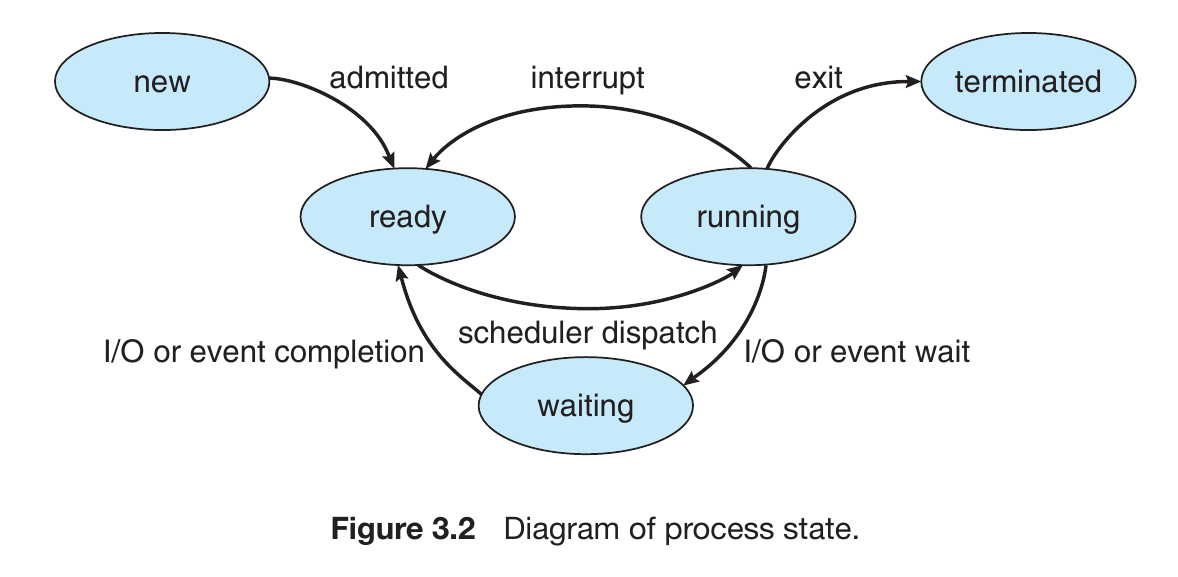 new
admitted
interrupt
exit
terminated
ready
running
scheduler dispatch
I/O or event completion
I/O or event wait
waiting
Figure 3.2 Diagram of process state.